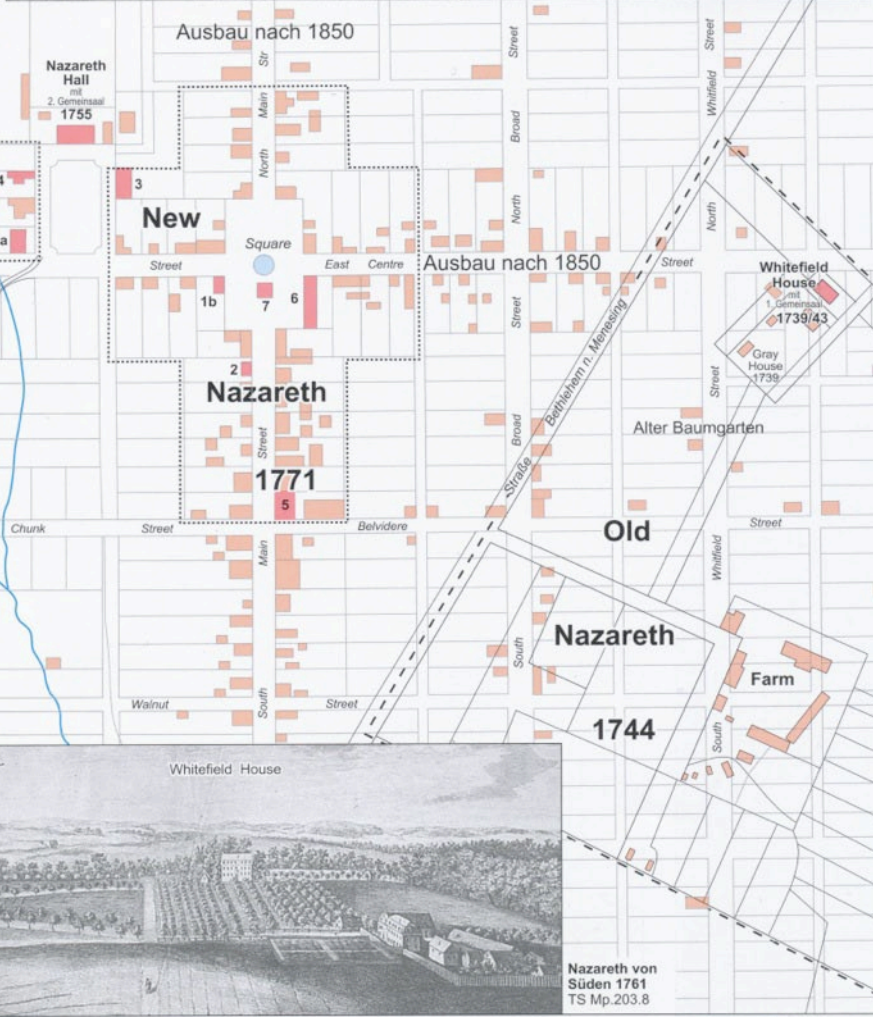 Ausbau nach 1850
Str
Main
North
Street
Broad
North
Street
Whitfield
North
Nazareth
Hall
mit
2. Gemeinsaal
1755
4
3
a
New
Square
Street
East Centre
Ausbau nach 1850
Street
1b
7
6
2
Nazareth
Street
1771
5
Street
Broad
Bethlehem n. Menesing
Straße
Whitefield
House
mit
1. Gemeinsaal
1739/43
Gray
House
1739
Street
Alter Baumgarten
Chunk
Street
Belvidere
Street
Main
South
Old
Whitfield
South
Nazareth
1744
South
Farm
Walnut
Street
Whitefield House
Nazareth von
Süden 1761
TS Mp.203.8